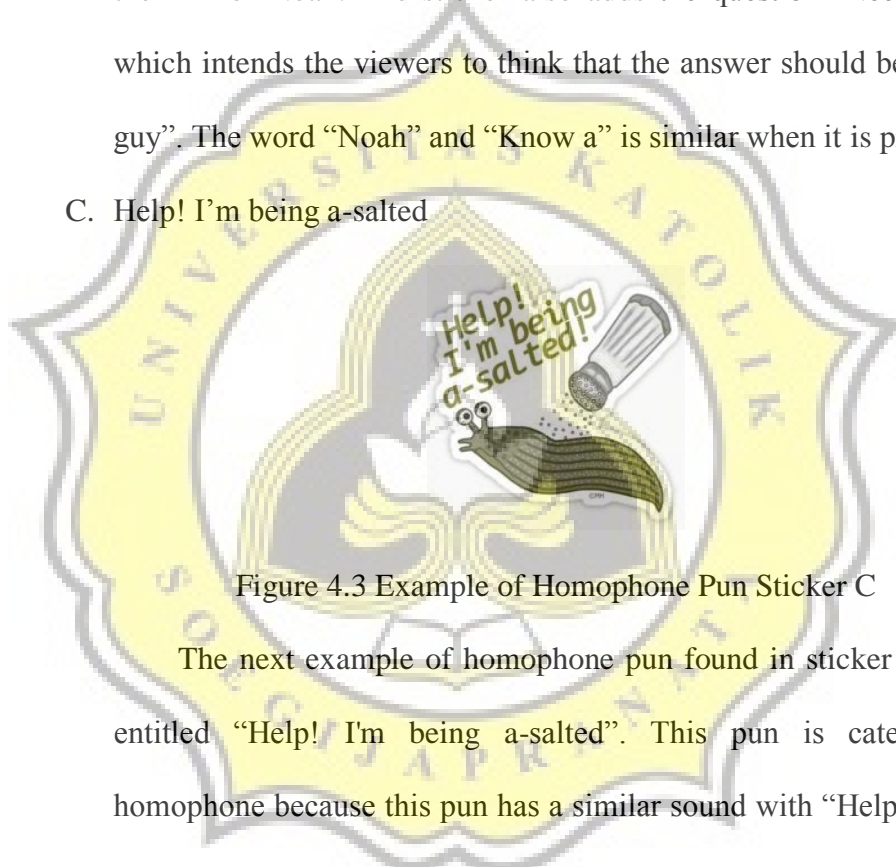 which intends the viewers to think that the answer should be
guy”. The word “Noah” and “Know a” is similar when it is p
C. Help! I’m being a-salted
Help!
I'm being
a-salted!
Figure 4.3 Example of Homophone Pun Sticker C
The next example of homophone pun found in sticker
entitled “Help! I'm being a-salted”. This pun is cate
homophone because this pun has a similar sound with “Help
UNIVERSITAS KATOLIK
SOEGIJAPRANATA